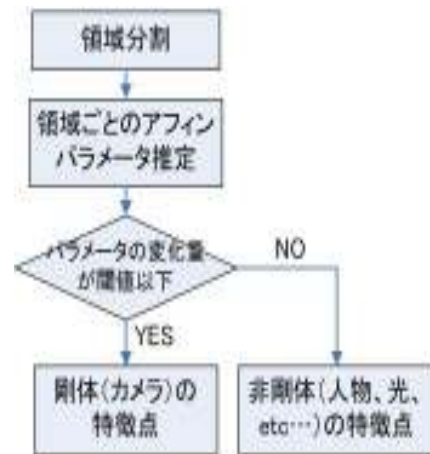 領域分割
領域ごとのアフィン
パラメータ推定
パラメータの変化量
が閾値以下
NO
YES
剛体(カメラ)の
特徴点
非剛体(人物、光、
etc…)の特徴点